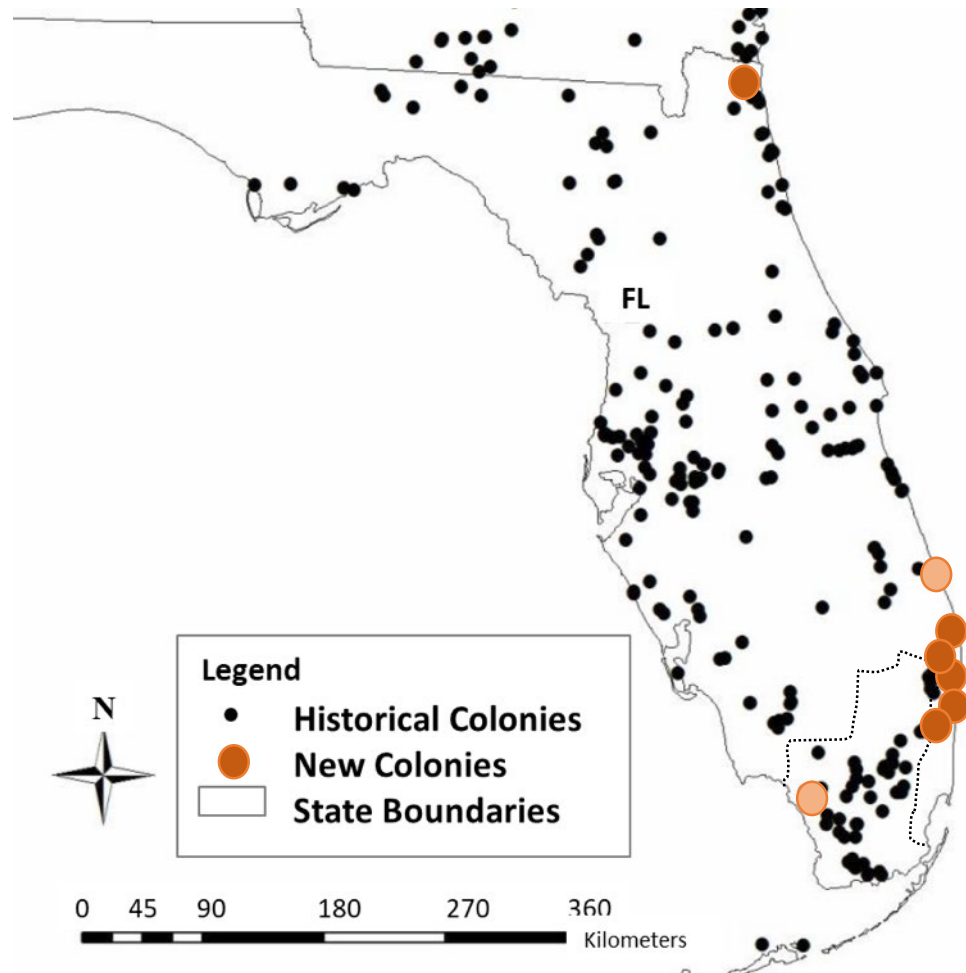 FL
Legend
Historical Colonies
New Colonies
State Boundaries
N
0 45 90 180 270 360
Kilometers